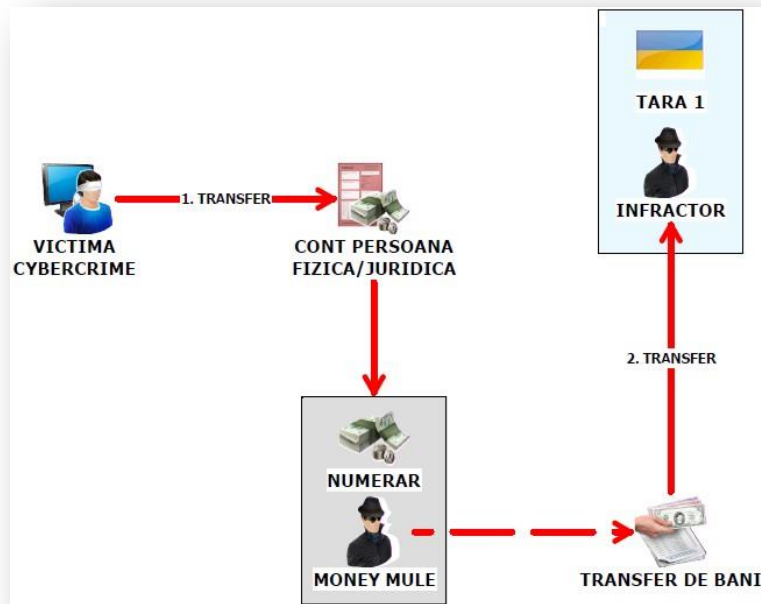 TARA 1
INFRACTOR
1. TRANSFER
VICTIMA
CYBERCRIME
CONT PERSOANA
FIZICA/JURIDICA
2. TRANSFER
NUMERAR
MONEY MULE
TRANSFER DE BANI